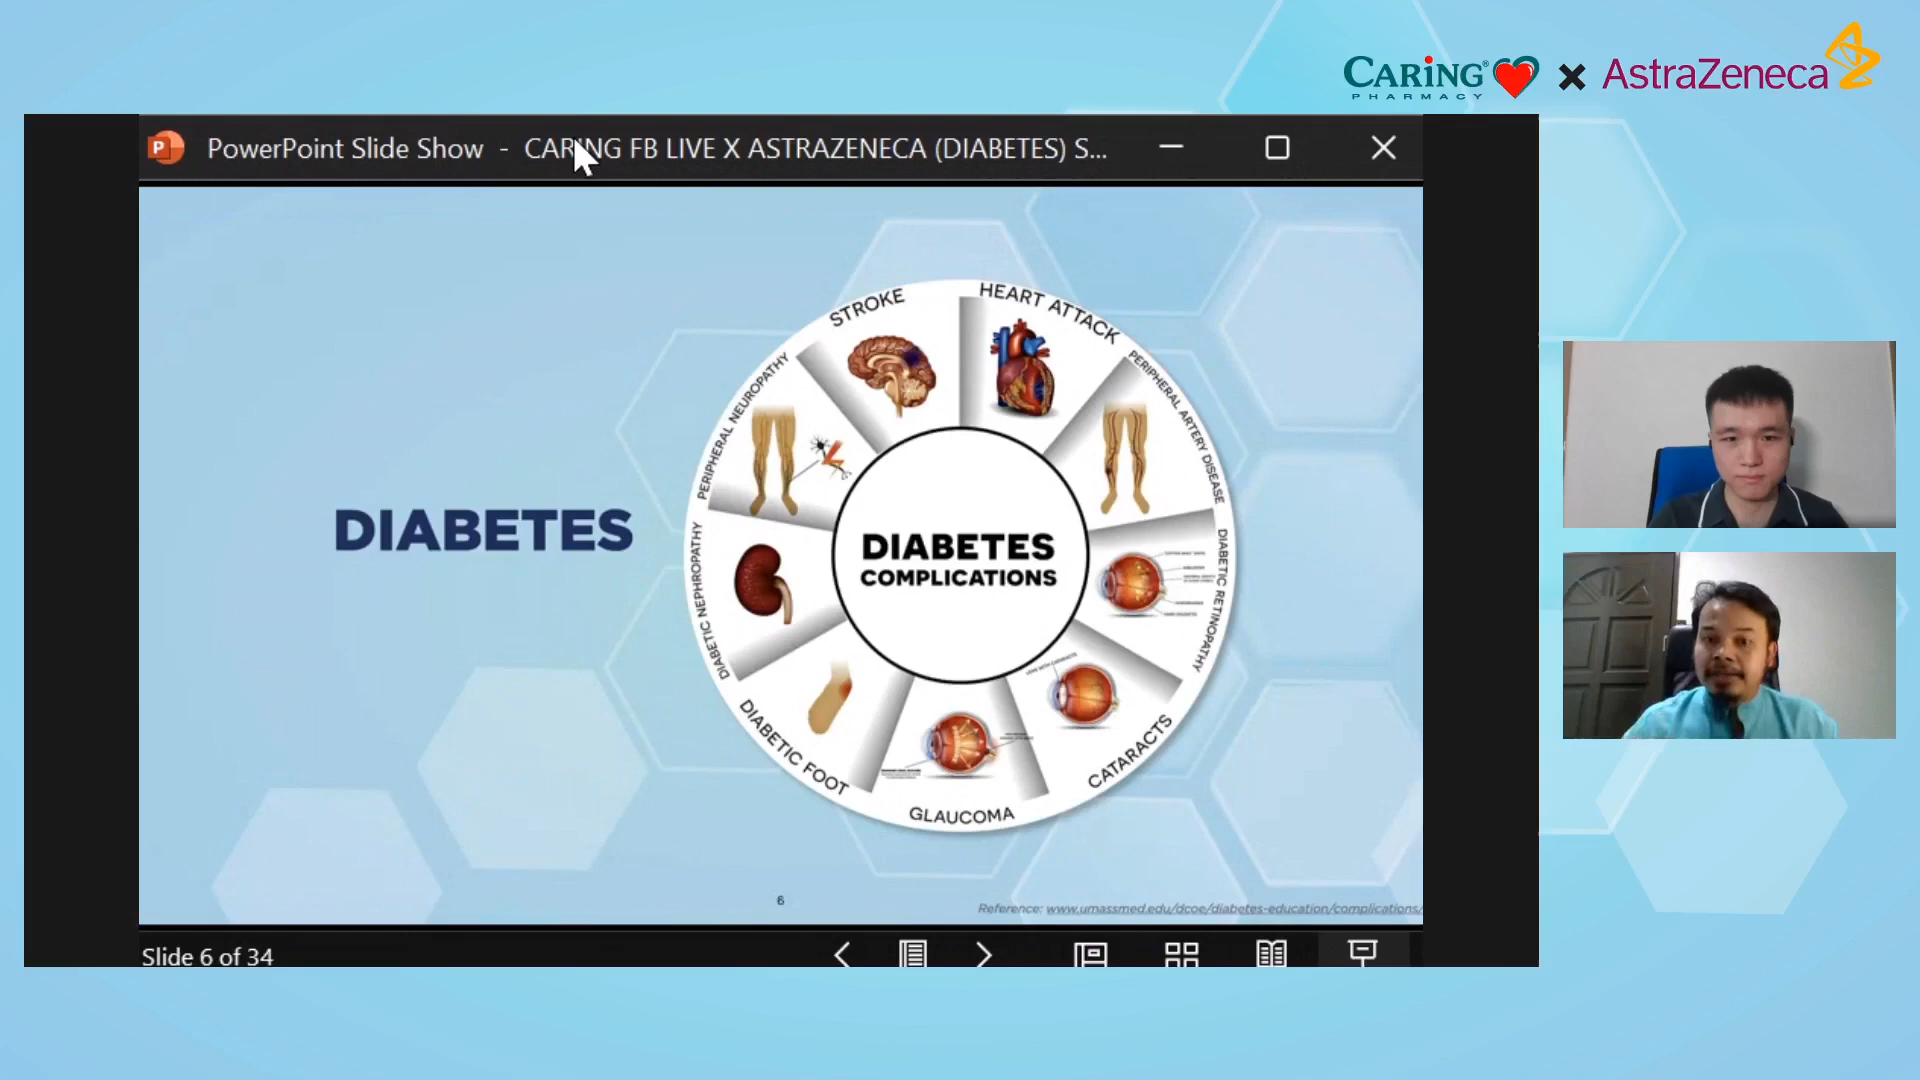 CARiNG® X AstraZeneca
PHARMACY
PowerPoint Slide Show - CARING FB LIVE X ASTRAZENECA (DIABETES) S...
STROKE
HEART ATTACK
PERIPHERAL NEUROPATHY
PERIPHERAL ARTERY DISEASE
DIABETES
DIABETES
COMPLICATIONS
DIABETIC NEPHROPATHY
DIABETIC RETINOPATHY
DIABETIC FOOT
CATARACTS
GLAUCOMA
6
Reference: www.umassmed.edu/dcoe/diabetes-education/complications/
Slide 6 of 34